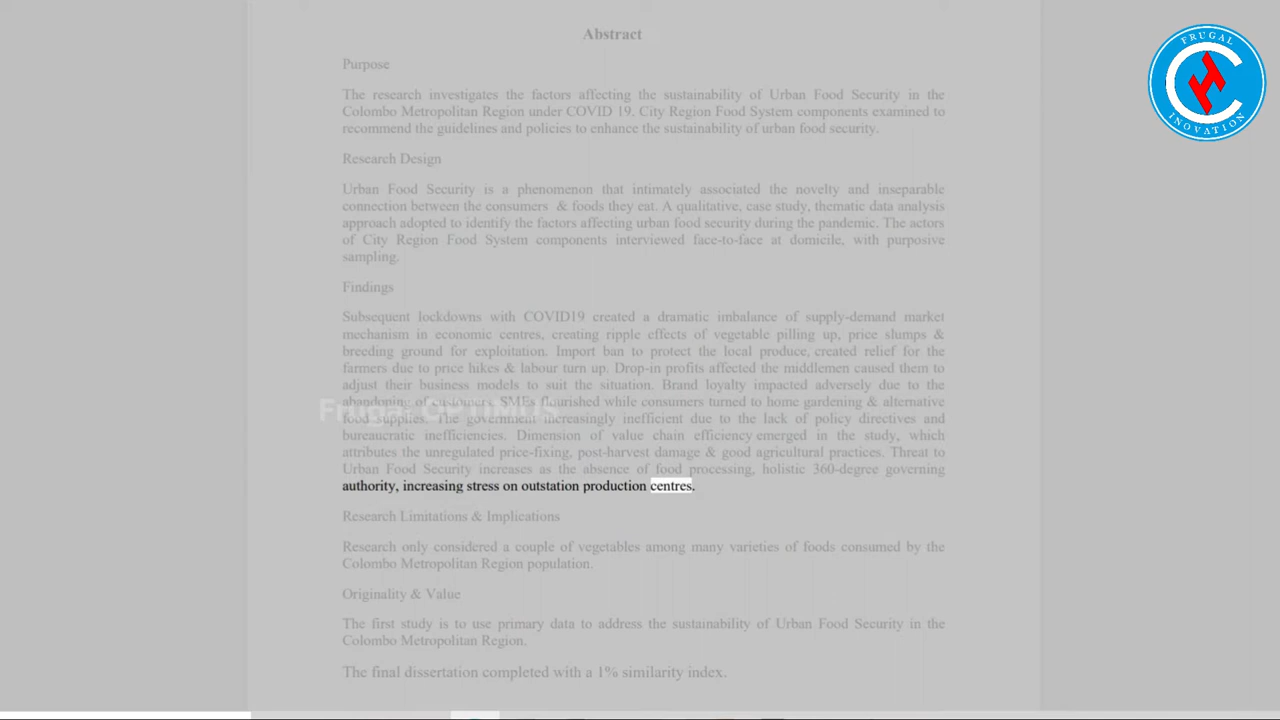 Abstract
FRUGAL
INOVATION
Purpose
The research investigates the factors affecting the sustainability of Urban Food Security in the
Colombo Metropolitan Region under COVID 19. City Region Food System components examined to
recommend the guidelines and policies to enhance the sustainability of urban food security.
Research Design
Urban Food Security is a phenomenon that intimately associated the novelty and inseparable
connection between the consumers & foods they eat. A qualitative, case study, thematic data analysis
approach adopted to identify the factors affecting urban food security during the pandemic. The actors
of City Region Food System components interviewed face-to-face at domicile, with purposive
sampling.
Findings
Subsequent lockdowns with COVID19 created a dramatic imbalance of supply-demand market
mechanism in economic centres, creating ripple effects of vegetable pilling up, price slumps &
breeding ground for exploitation. Import ban to protect the local produce, created relief for the
farmers due to price hikes & labour turn up. Drop-in profits affected the middlemen caused them to
adjust their business models to suit the situation. Brand loyalty impacted adversely due to the
abandoning of customers. SMEs flourished while consumers turned to home gardening & alternative
food supplies. The government increasingly inefficient due to the lack of policy directives and
bureaucratic inefficiencies. Dimension of value chain efficiency emerged in the study, which
attributes the unregulated price-fixing, post-harvest damage & good agricultural practices. Threat to
Urban Food Security increases as the absence of food processing, holistic 360-degree governing
authority, increasing stress on outstation production centres.
Research Limitations & Implications
Research only considered a couple of vegetables among many varieties of foods consumed by the
Colombo Metropolitan Region population.
Originality & Value
The first study is to use primary data to address the sustainability of Urban Food Security in the
Colombo Metropolitan Region.
The final dissertation completed with a 1% similarity index.